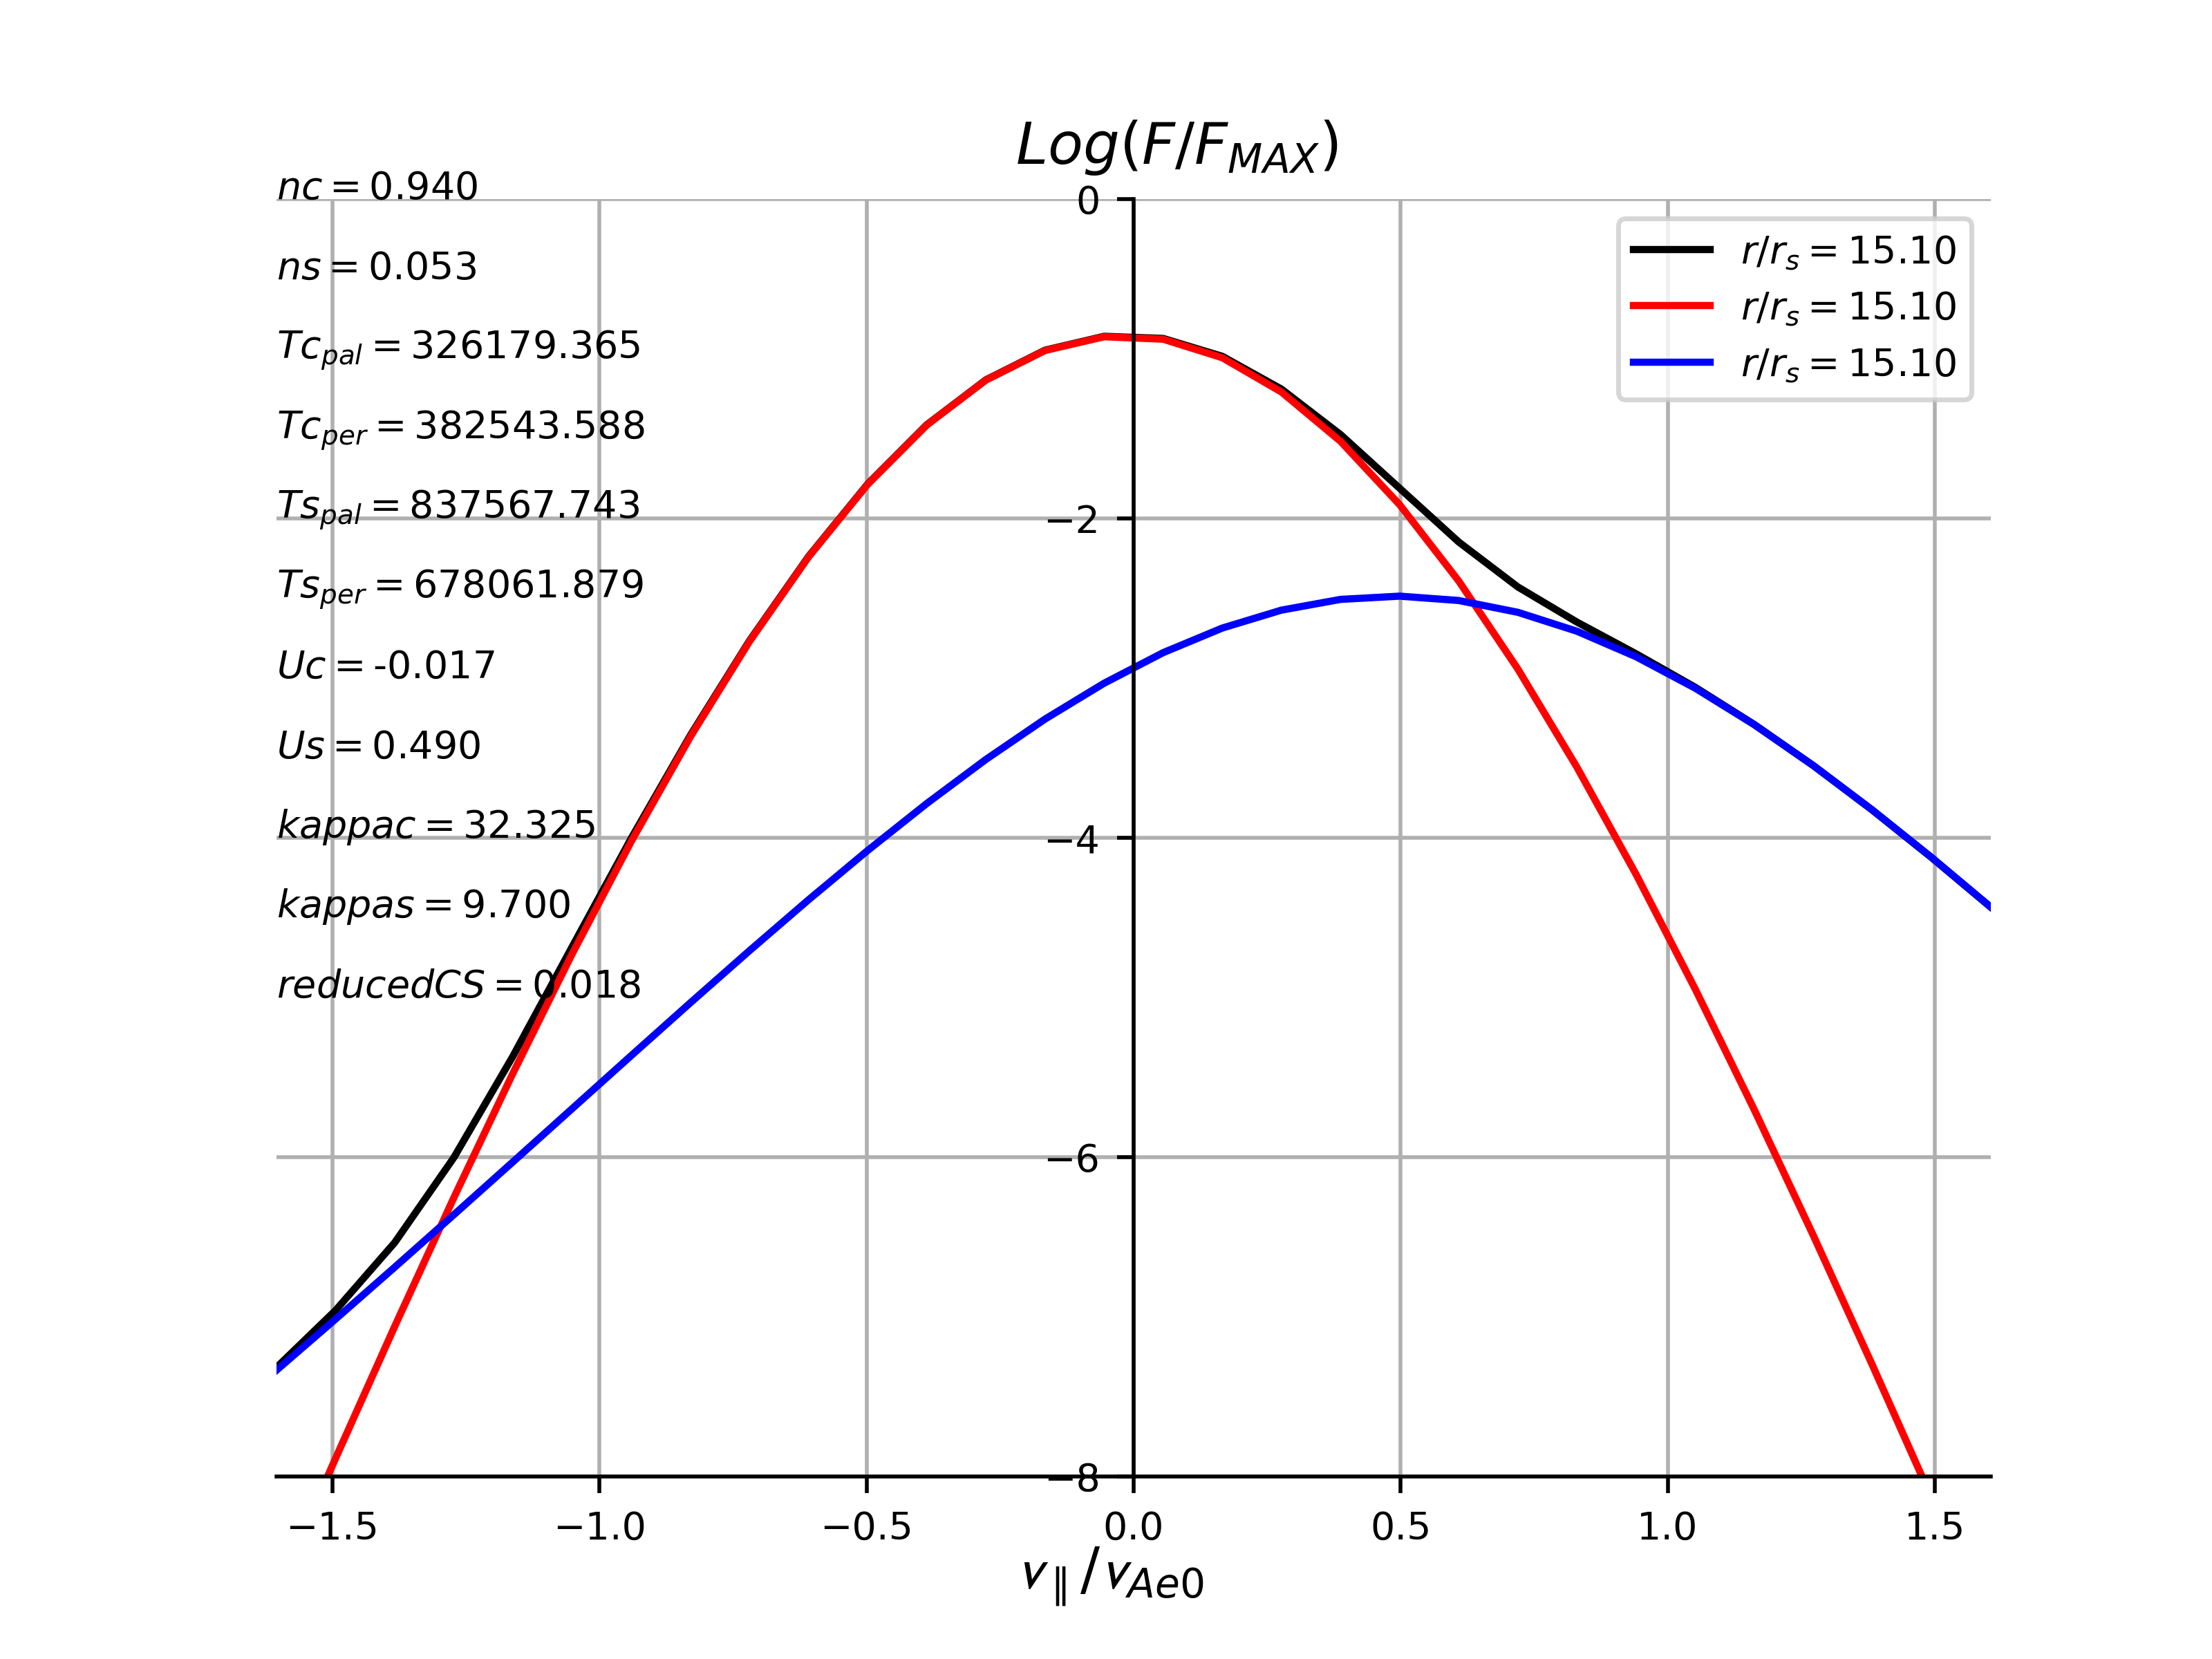 Log(F/F_MAX)
nc = 0.940
ns = 0.053
Tc_pal = 326179.365
Tc_per = 382543.588
Ts_pal = 837567.743
Ts_per = 678061.879
Uc = -0.017
Us = 0.490
kappac = 32.325
kappas = 9.700
reducedCS = 0.018
0
−2
−4
−6
−8
r/r_s = 15.10
r/r_s = 15.10
r/r_s = 15.10
−1.5 −1.0 −0.5 0.0 0.5 1.0 1.5
v_∥/v_Ae0